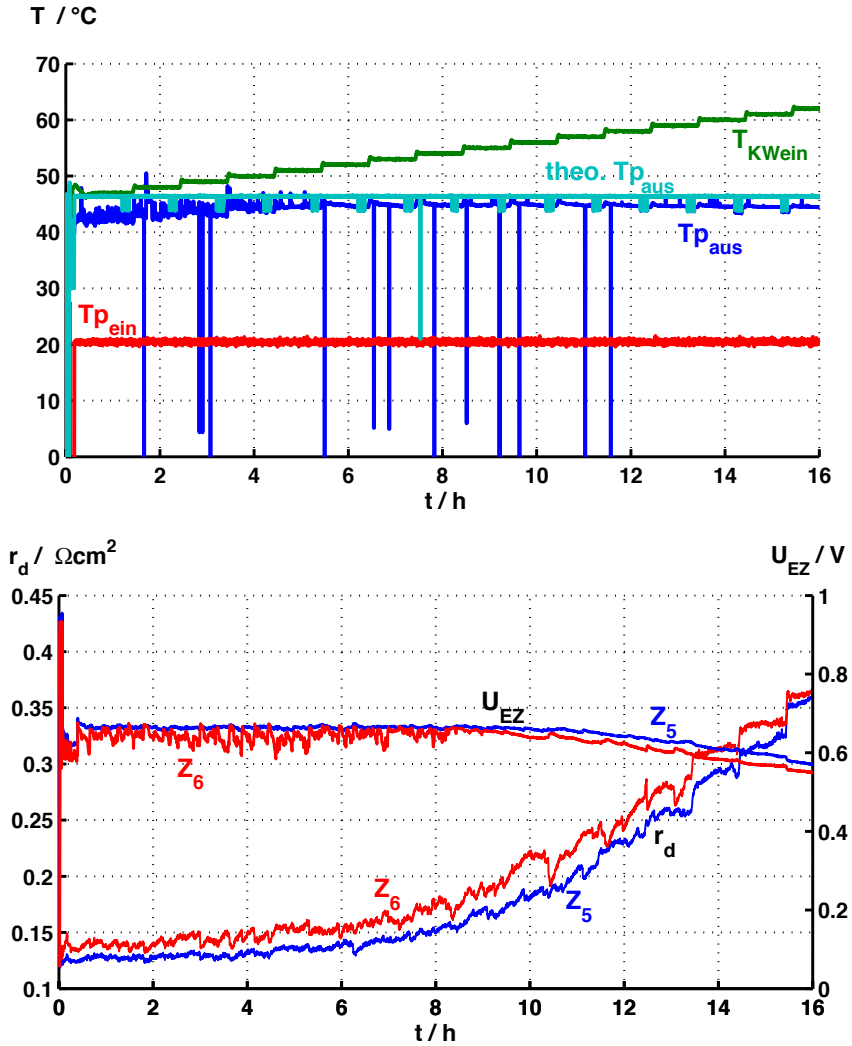 T / °C
70
60
50
40
30
20
10
0
T_KWein
theo. Tp_aus
Tp_aus
Tp_ein
0 2 4 6 8 10 12 14 16
t / h
r_d / Ωcm²
U_EZ / V
0.45
0.4
0.35
0.3
0.25
0.2
0.15
0.1
1
0.8
0.6
0.4
0.2
0
U_EZ
Z_5
Z_6
r_d
Z_6
Z_5
0 2 4 6 8 10 12 14 16
t / h